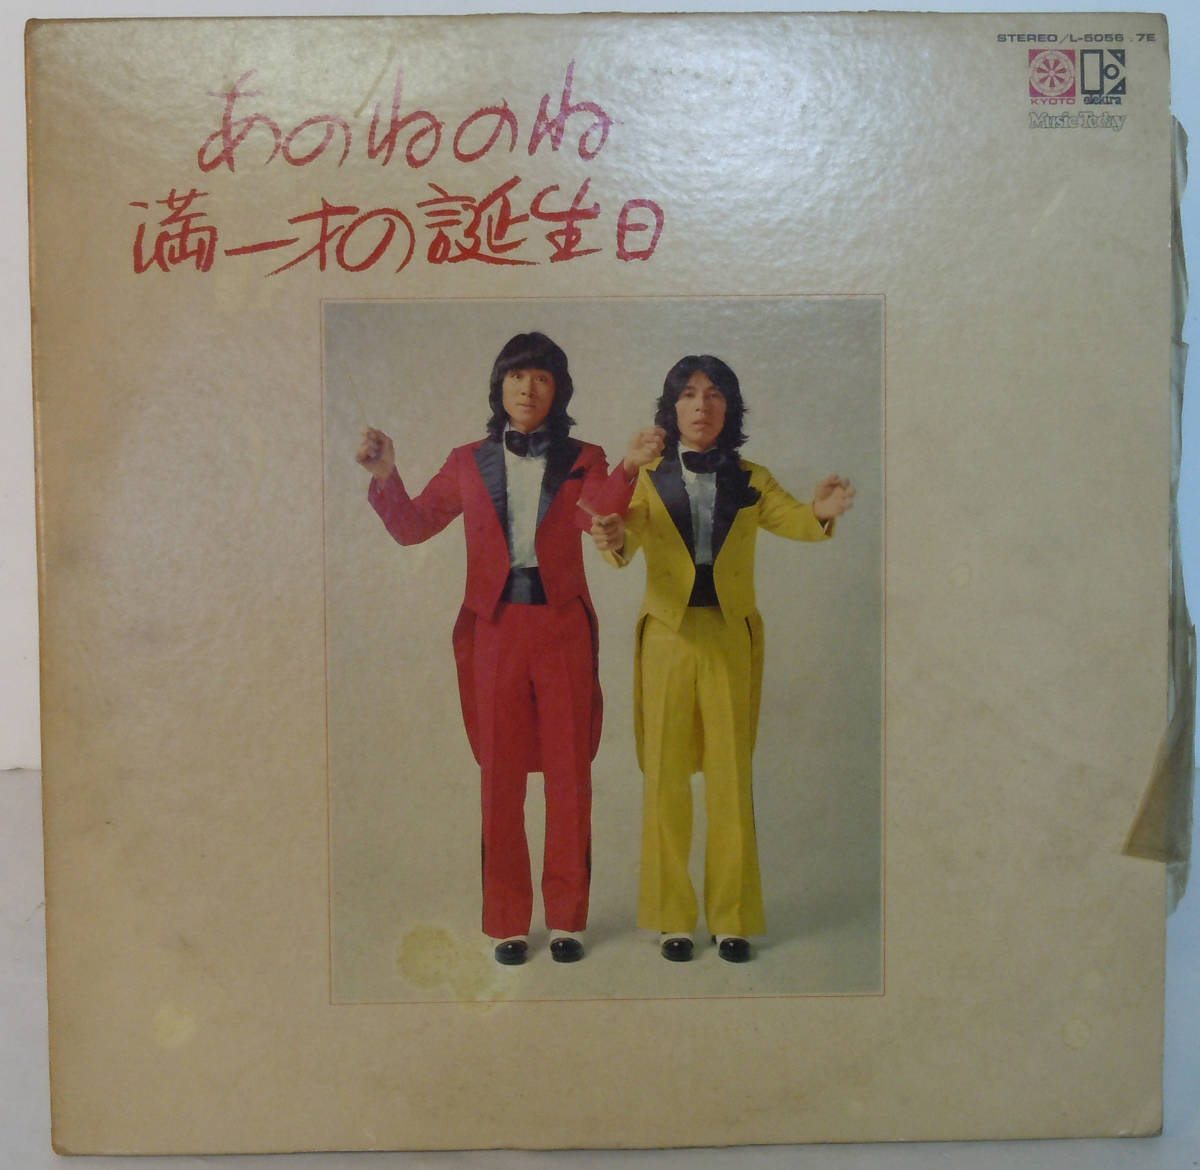 STEREO/L-5056.7E
KYOTO
elektra
Music Today
あのねのね
満一才の誕生日